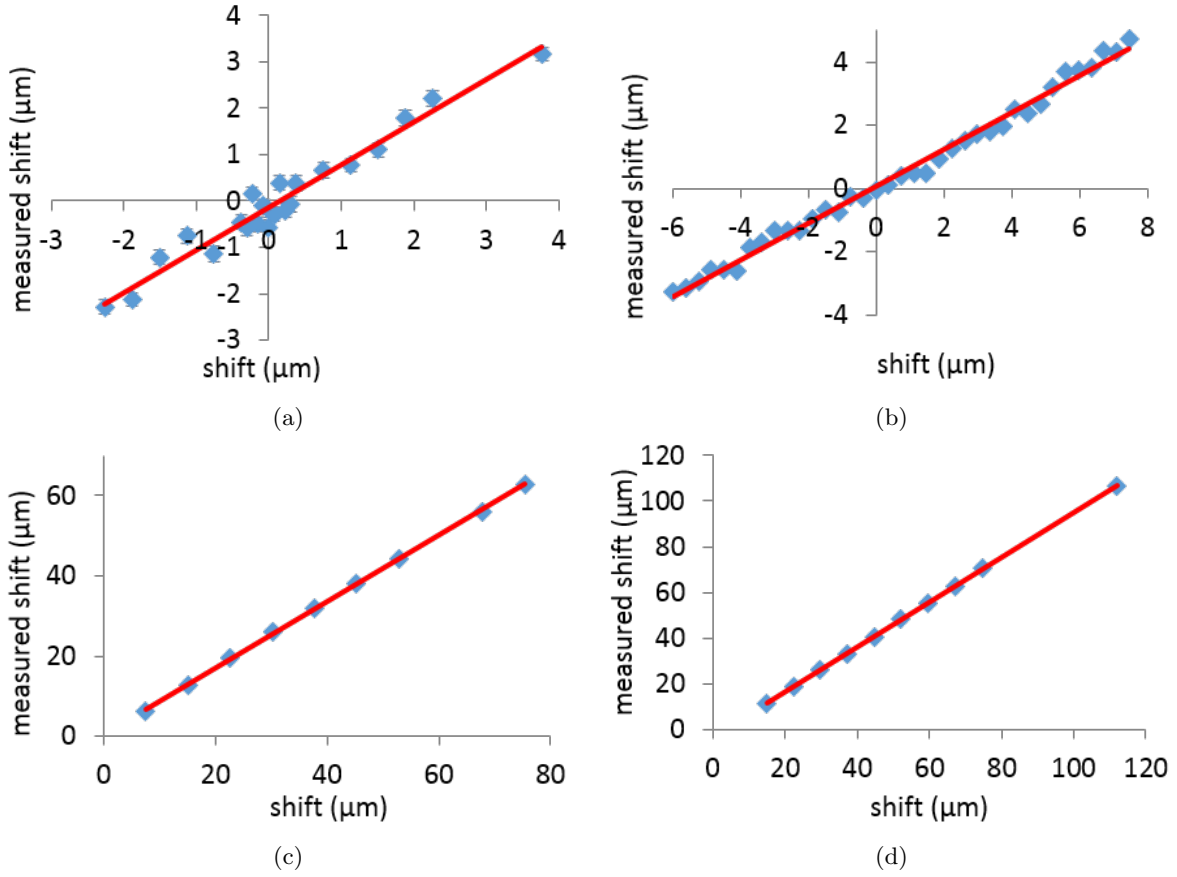 4
3
2
1
0
-1
-2
-3
-3 -2 -1 0 1 2 3 4
measured shift (μm)
shift (μm)
(a)
4
2
0
-2
-4
-6 -4 -2 0 2 4 6 8
measured shift (μm)
shift (μm)
(b)
60
40
20
0
0 20 40 60 80
measured shift (μm)
shift (μm)
(c)
120
100
80
60
40
20
0
0 20 40 60 80 100 120
measured shift (μm)
shift (μm)
(d)